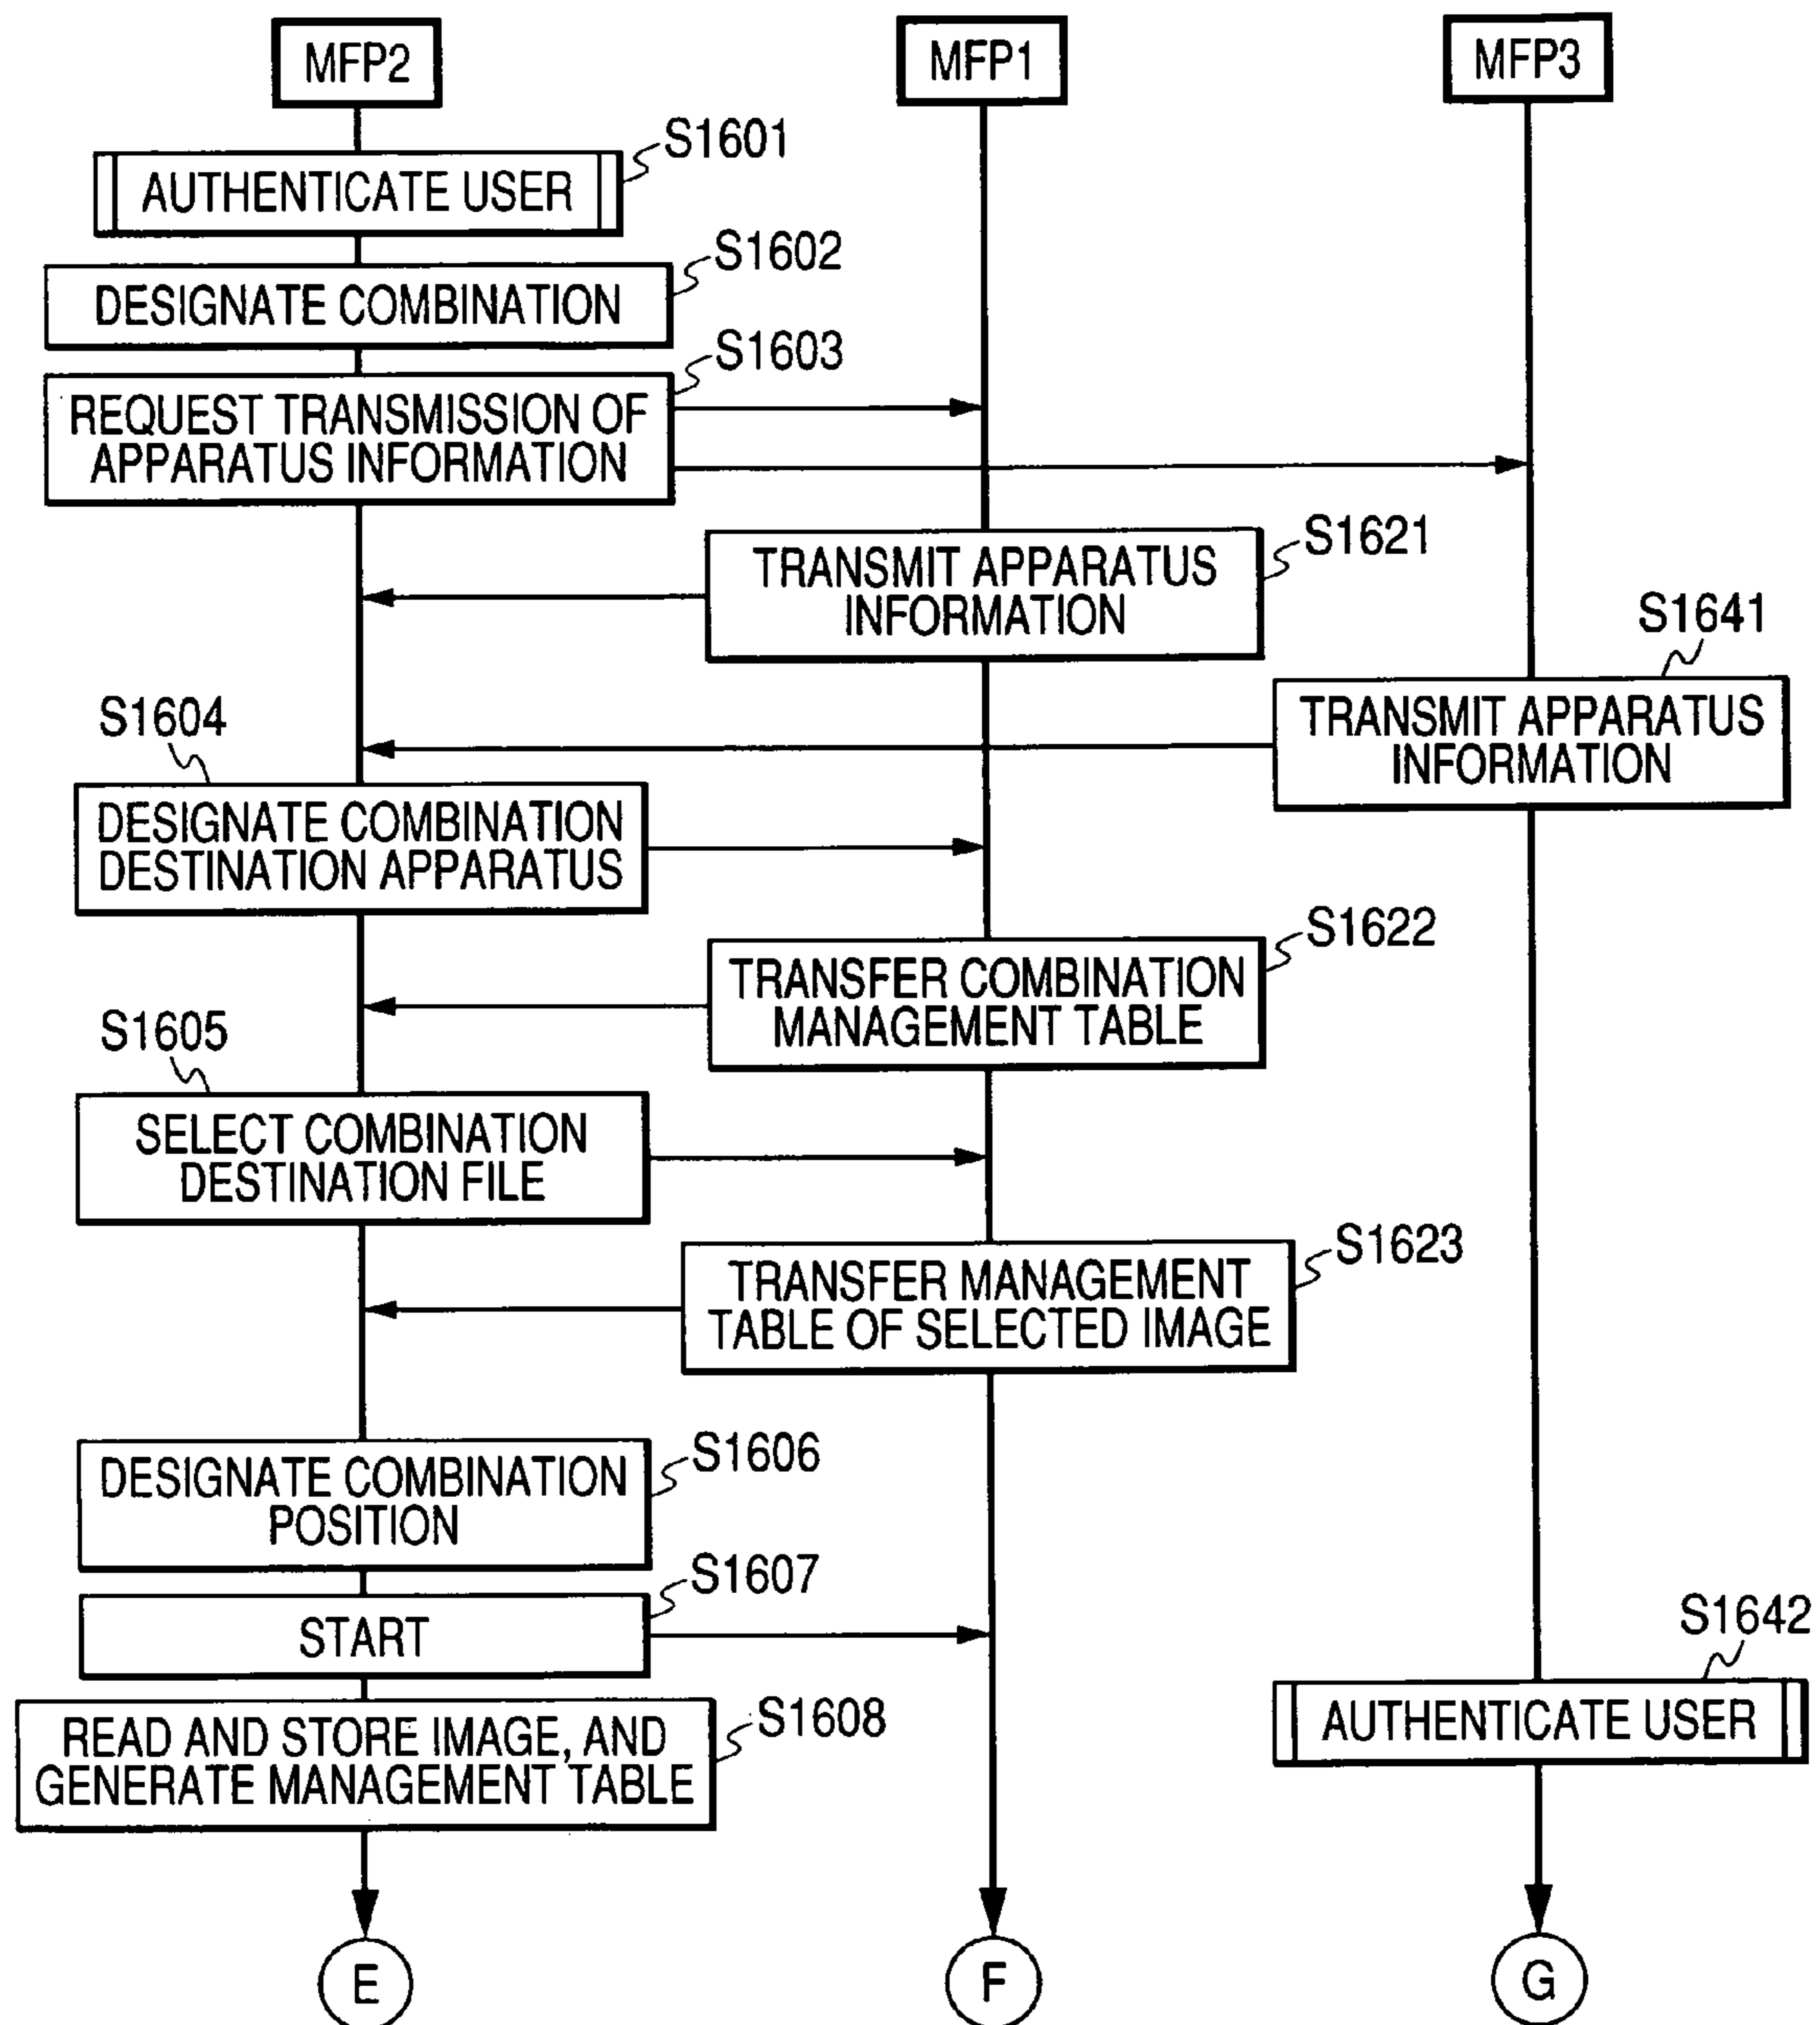 MFP2
MFP1
MFP3
S1601
AUTHENTICATE USER
S1602
DESIGNATE COMBINATION
S1603
REQUEST TRANSMISSION OF
APPARATUS INFORMATION
S1621
TRANSMIT APPARATUS
INFORMATION
S1641
TRANSMIT APPARATUS
INFORMATION
S1604
DESIGNATE COMBINATION
DESTINATION APPARATUS
S1622
TRANSFER COMBINATION
MANAGEMENT TABLE
S1605
SELECT COMBINATION
DESTINATION FILE
S1623
TRANSFER MANAGEMENT
TABLE OF SELECTED IMAGE
S1606
DESIGNATE COMBINATION
POSITION
S1607
START
S1642
AUTHENTICATE USER
S1608
READ AND STORE IMAGE, AND
GENERATE MANAGEMENT TABLE
E
F
G